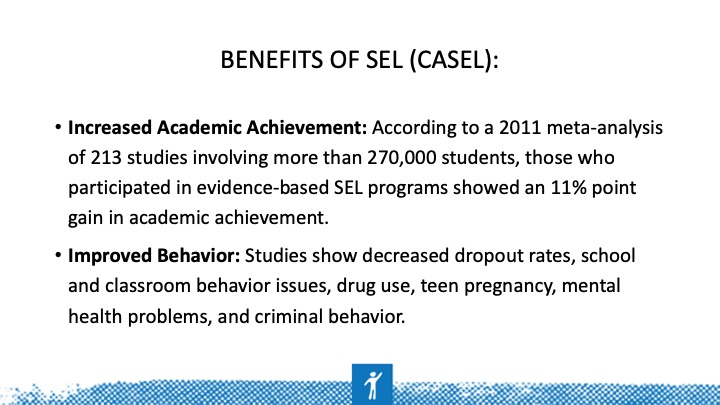 BENEFITS OF SEL (CASEL):
• Increased Academic Achievement: According to a 2011 meta-analysis
of 213 studies involving more than 270,000 students, those who
participated in evidence-based SEL programs showed an 11% point
gain in academic achievement.
• Improved Behavior: Studies show decreased dropout rates, school
and classroom behavior issues, drug use, teen pregnancy, mental
health problems, and criminal behavior.